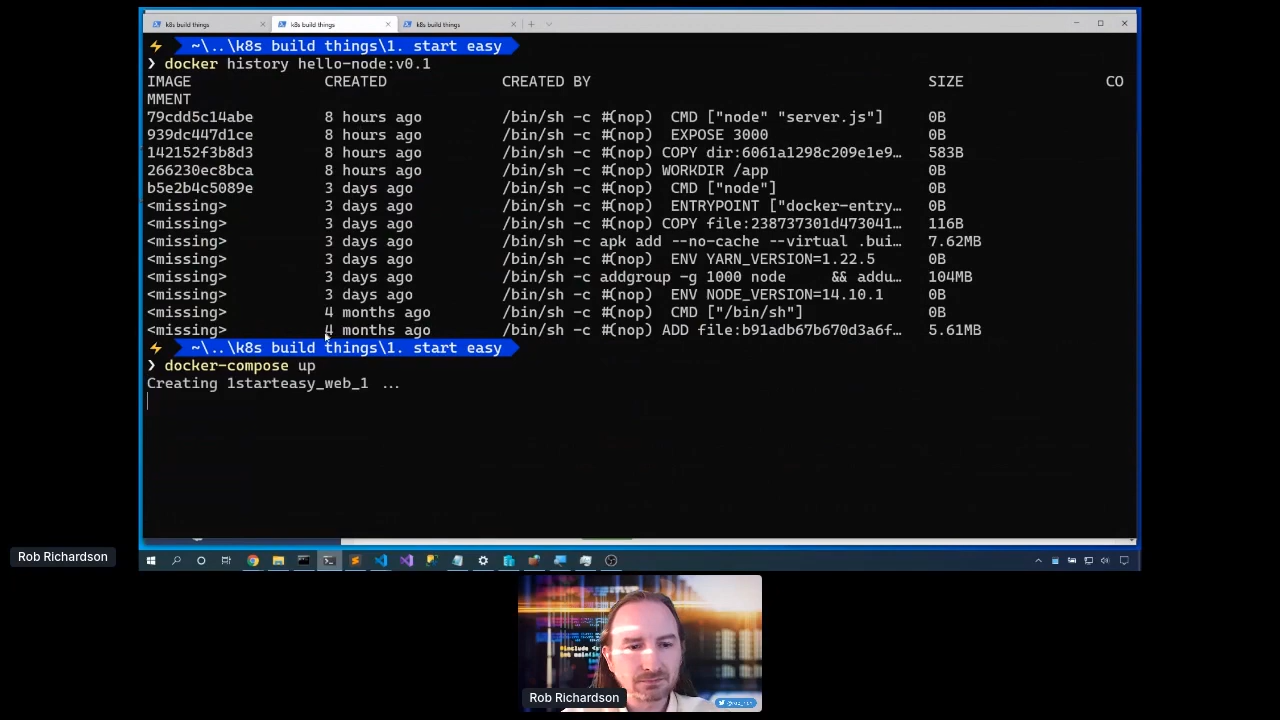 k8s build things
k8s build things
k8s build things
~\..\k8s build things\1. start easy
❯ docker history hello-node:v0.1
IMAGE CREATED CREATED BY SIZE CO
MMENT
79cdd5c14abe 8 hours ago /bin/sh -c #(nop) CMD ["node" "server.js"] 0B
939dc447d1ce 8 hours ago /bin/sh -c #(nop) EXPOSE 3000 0B
142152f3b8d3 8 hours ago /bin/sh -c #(nop) COPY dir:6061a1298c209e1e9… 583B
266230ec8bca 8 hours ago /bin/sh -c #(nop) WORKDIR /app 0B
b5e2b4c5089e 3 days ago /bin/sh -c #(nop) CMD ["node"] 0B
<missing> 3 days ago /bin/sh -c #(nop) ENTRYPOINT ["docker-entry… 0B
<missing> 3 days ago /bin/sh -c #(nop) COPY file:238737301d473041… 116B
<missing> 3 days ago /bin/sh -c apk add --no-cache --virtual .bui… 7.62MB
<missing> 3 days ago /bin/sh -c #(nop) ENV YARN_VERSION=1.22.5 0B
<missing> 3 days ago /bin/sh -c addgroup -g 1000 node && addu… 104MB
<missing> 3 days ago /bin/sh -c #(nop) ENV NODE_VERSION=14.10.1 0B
<missing> 4 months ago /bin/sh -c #(nop) CMD ["/bin/sh"] 0B
<missing> 4 months ago /bin/sh -c #(nop) ADD file:b91adb67b670d3a6f… 5.61MB
~\..\k8s build things\1. start easy
❯ docker-compose up
Creating 1starteasy_web_1 ...
Rob Richardson
Rob Richardson